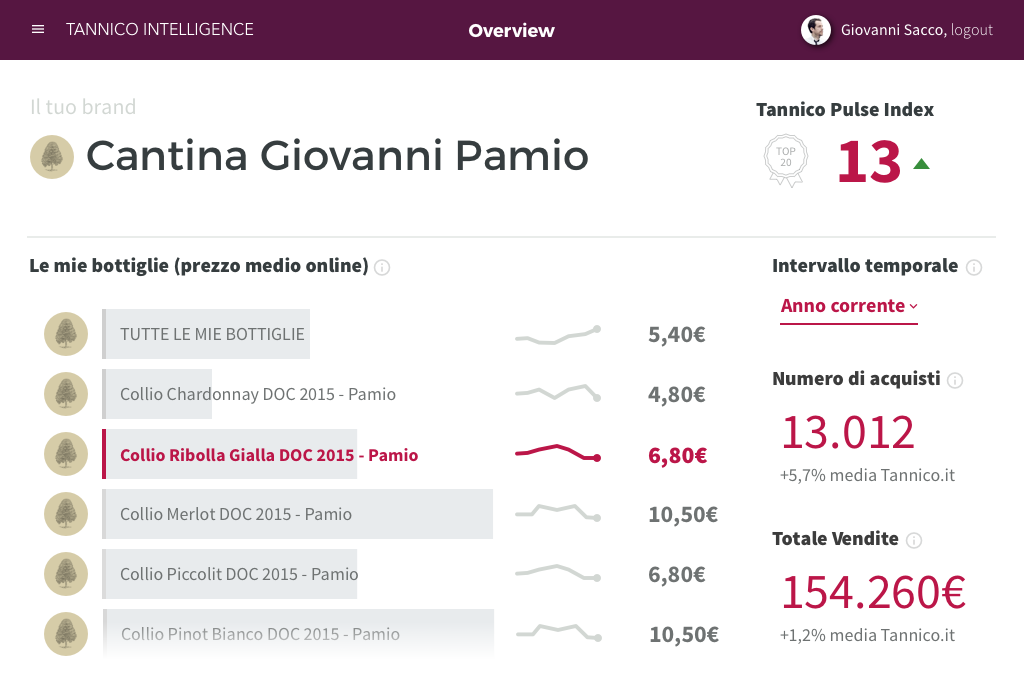 TANNICO INTELLIGENCE
Overview
Giovanni Sacco, logout
Il tuo brand
Cantina Giovanni Pamio
Tannico Pulse Index
TOP
20
13
Le mie bottiglie (prezzo medio online)
TUTTE LE MIE BOTTIGLIE 5,40€
Collio Chardonnay DOC 2015 - Pamio 4,80€
Collio Ribolla Gialla DOC 2015 - Pamio 6,80€
Collio Merlot DOC 2015 - Pamio 10,50€
Collio Piccolit DOC 2015 - Pamio 6,80€
Collio Pinot Bianco DOC 2015 - Pamio 10,50€
Intervallo temporale
Anno corrente
Numero di acquisti
13.012
+5,7% media Tannico.it
Totale Vendite
154.260€
+1,2% media Tannico.it